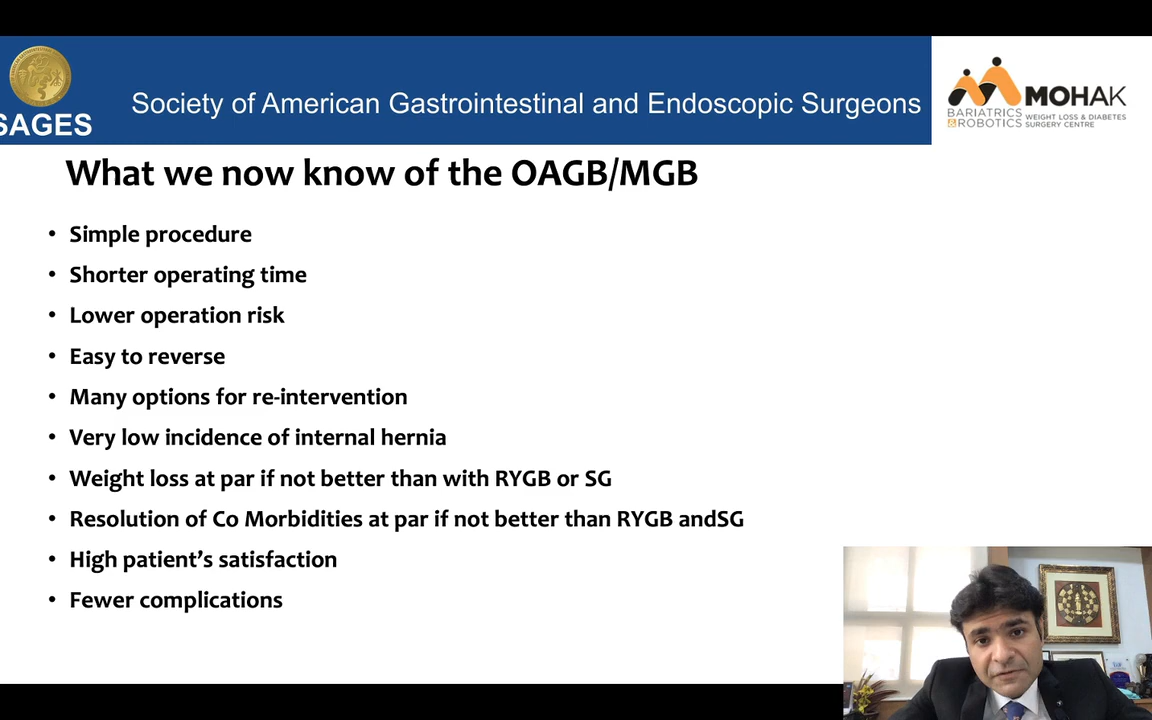 SAGES
Society of American Gastrointestinal and Endoscopic Surgeons
MOHAK
BARIATRICS
&ROBOTICS
WEIGHT LOSS & DIABETES
SURGERY CENTRE
What we now know of the OAGB/MGB
• Simple procedure
• Shorter operating time
• Lower operation risk
• Easy to reverse
• Many options for re-intervention
• Very low incidence of internal hernia
• Weight loss at par if not better than with RYGB or SG
• Resolution of Co Morbidities at par if not better than RYGB andSG
• High patient’s satisfaction
• Fewer complications